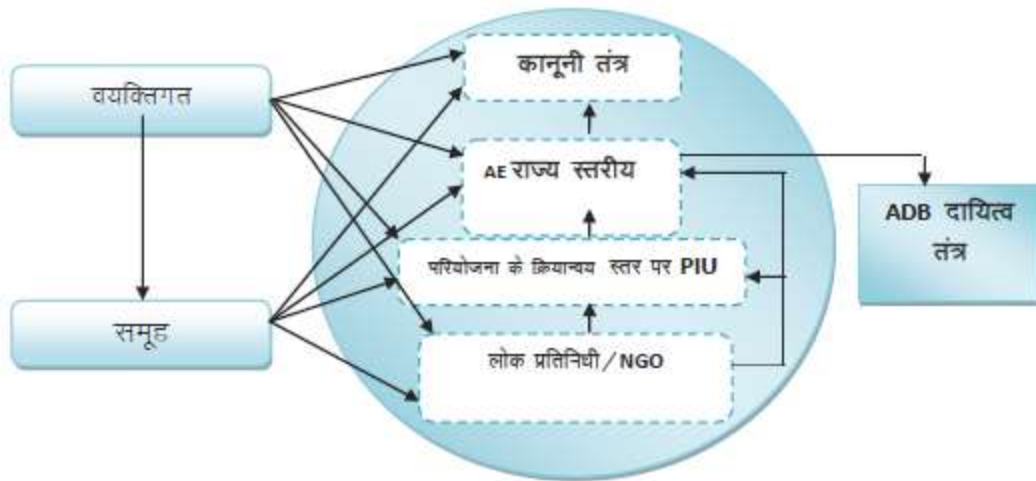 वयक्तिगत
समूह
कानूनी तंत्र
AE राज्य स्तरीय
परियोजना के क्रियान्वय स्तर पर PIU
लोक प्रतिनिधी/NGO
ADB दायित्व
तंत्र